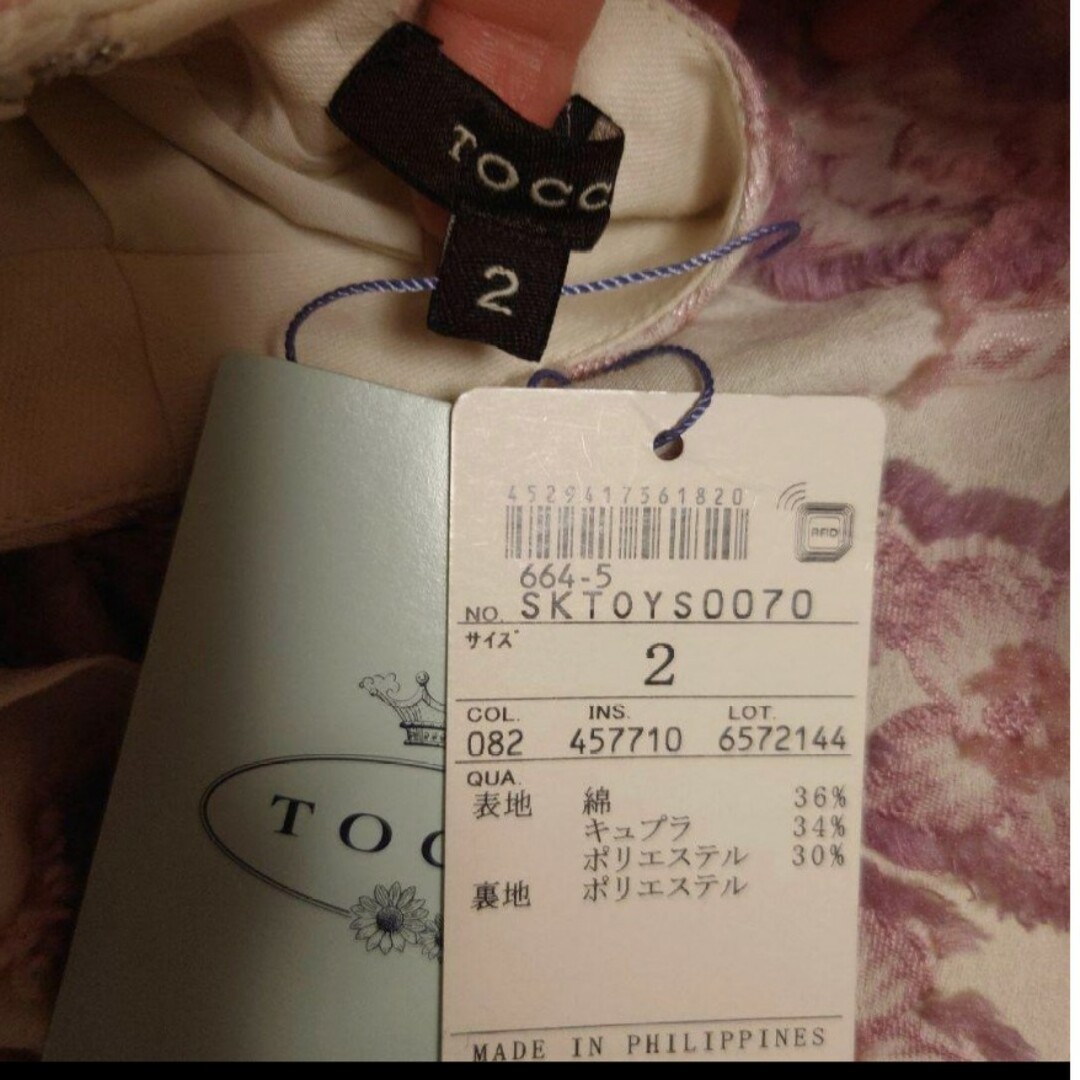 TOCC
2
TOC
4529417561820
RFID
664-5
NO. SKTOYS0070
サイズ
2
COL. INS. LOT.
082 457710 6572144
QUA.
表地 綿 36%
キュプラ 34%
ポリエステル 30%
裏地 ポリエステル
MADE IN PHILIPPINES